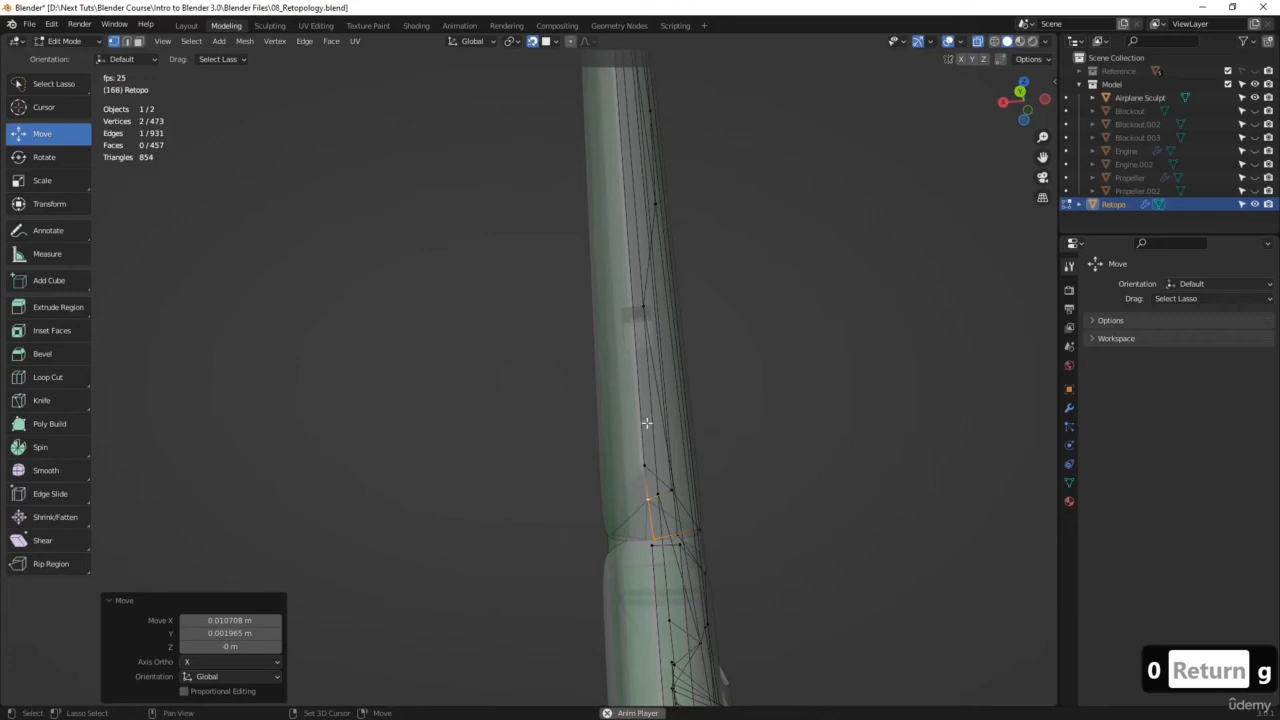 Blender* [D:\Next Tuts\Blender Course\Intro to Blender 3.0\Blender Files\08_Retopology.blend]
File Edit Render Window Help Layout Modeling Sculpting UV Editing Texture Paint Shading Animation Rendering Compositing Geometry Nodes Scripting Scene ViewLayer
Edit Mode View Select Add Mesh Vertex Edge Face UV Global
Orientation: Default Drag: Select Lasso X Y Z Options
Scene Collection
Reference
Model
Airplane Sculpt
Blockout
Blockout.002
Blockout.003
Engine
Engine.002
Propeller
Propeller.002
Retopo
fps: 25
(168) Retopo
Objects 1/2
Vertices 2/473
Edges 1/931
Faces 0/457
Triangles 854
Select Lasso
Cursor
Move
Rotate
Scale
Transform
Annotate
Measure
Add Cube
Extrude Region
Inset Faces
Bevel
Loop Cut
Knife
Poly Build
Spin
Smooth
Edge Slide
Shrink/Fatten
Shear
Rip Region
Z
Y
X
Move
Orientation Default
Drag: Select Lasso
Options
Workspace
Move
Move X 0.010708 m
Y 0.001965 m
Z -0 m
Axis Ortho X
Orientation Global
Proportional Editing
0 Return g
ûdemy
Select Lasso Select Pan View Set 3D Cursor Move Anim Player 3.0.1